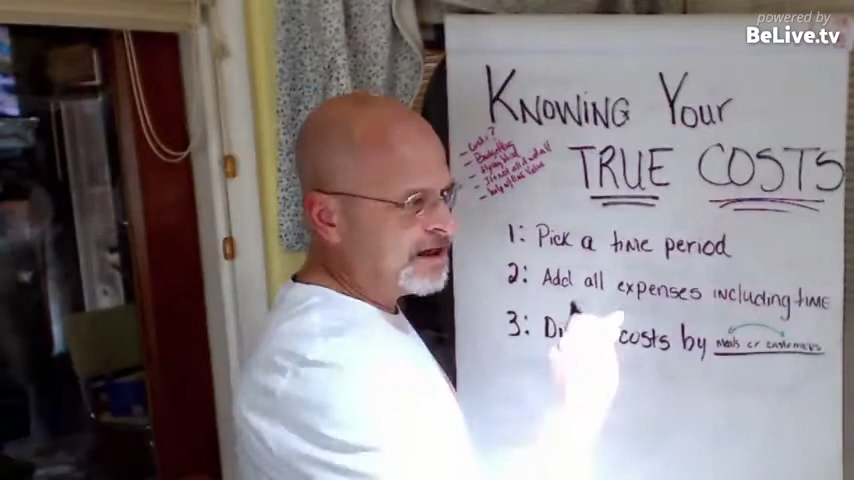 powered by
BeLive.tv
KNOWING YOUR
TRUE COSTS
- Budgeting
1: Pick a time period
2: Add all expenses including time
3: costs by meals or customers